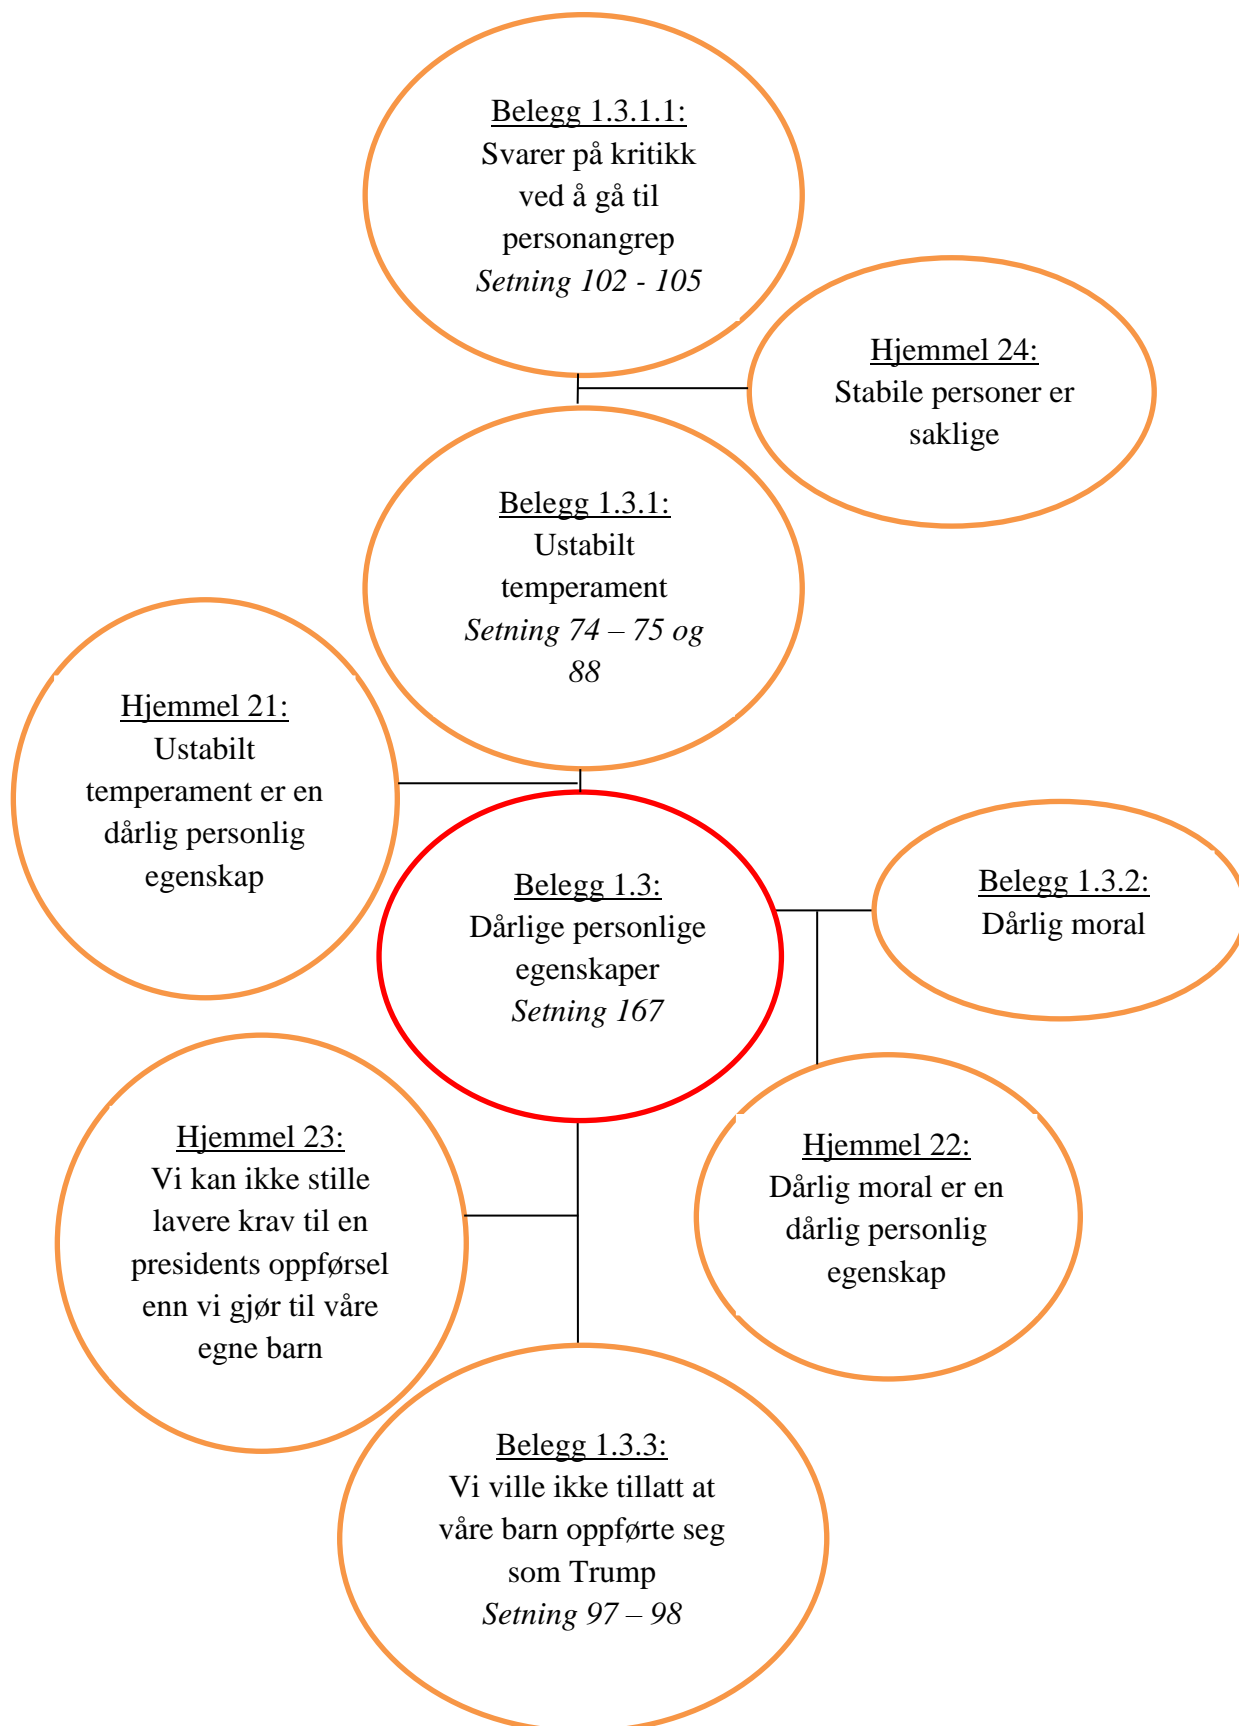 Belegg 1.3.1.1:
Svarer på kritikk
ved å gå til
personangrep
Setning 102 - 105
Hjemmel 24:
Stabile personer er
saklige
Belegg 1.3.1:
Ustabilt
temperament
Setning 74 – 75 og
88
Hjemmel 21:
Ustabilt
temperament er en
dårlig personlig
egenskap
Belegg 1.3:
Dårlige personlige
egenskaper
Setning 167
Belegg 1.3.2:
Dårlig moral
Hjemmel 23:
Vi kan ikke stille
lavere krav til en
presidents oppførsel
enn vi gjør til våre
egne barn
Hjemmel 22:
Dårlig moral er en
dårlig personlig
egenskap
Belegg 1.3.3:
Vi ville ikke tillatt at
våre barn oppførte seg
som Trump
Setning 97 – 98